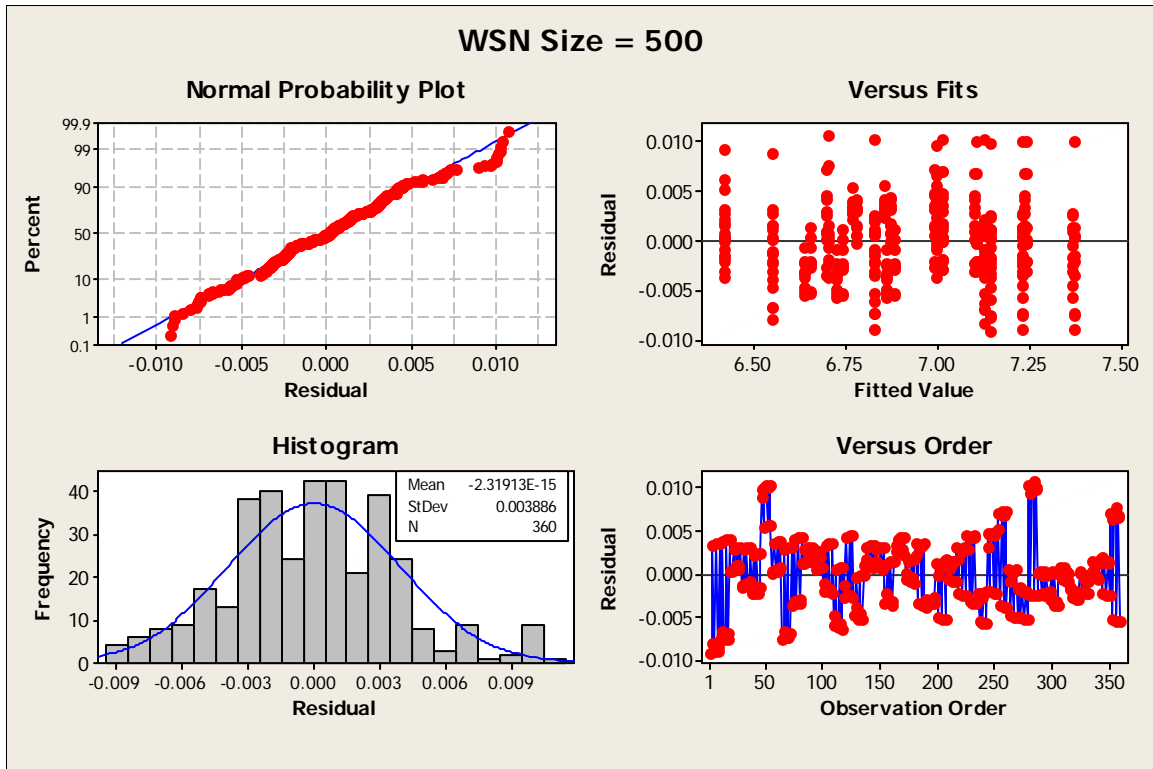 WSN Size = 500
Normal Probability Plot
99.9
99
90
50
10
1
0.1
Percent
-0.010
-0.005
0.000
0.005
0.010
Residual
Versus Fits
0.010
0.005
0.000
-0.005
-0.010
Residual
6.50
6.75
7.00
7.25
7.50
Fitted Value
Histogram
Mean -2.31913E-15
StDev 0.003886
N 360
40
30
20
10
0
Frequency
-0.009
-0.006
-0.003
0.000
0.003
0.006
0.009
Residual
Versus Order
0.010
0.005
0.000
-0.005
-0.010
Residual
1
50
100
150
200
250
300
350
Observation Order